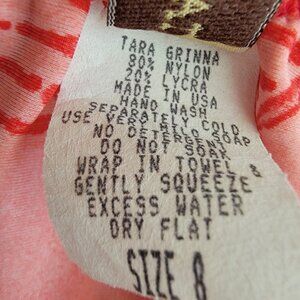 TARA GRINNA
80% NYLON
20% LYCRA
MADE IN USA
HAND WASH
SEPARATELY COLD
USE VERATELY SOAP
NO DETERGENT
DO NOT SOAK
WRAP IN TOWEL &
GENTLY SQUEEZE
EXCESS WATER
DRY FLAT
SIZE 8